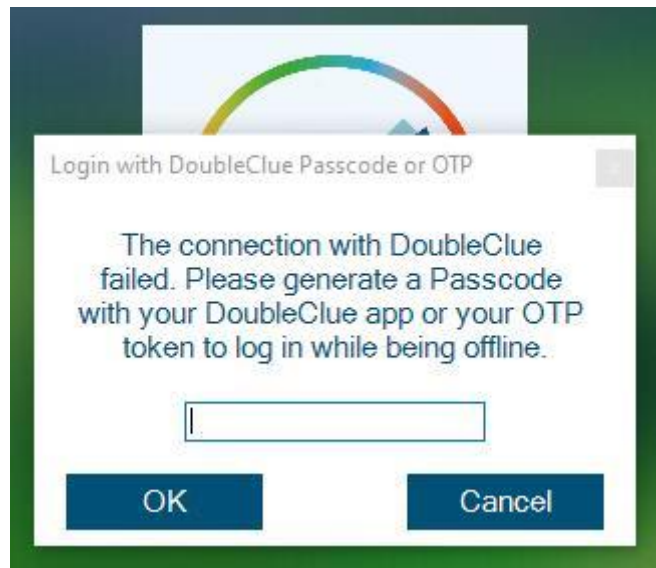 Login with DoubleClue Passcode or OTP
The connection with DoubleClue
failed. Please generate a Passcode
with your DoubleClue app or your OTP
token to log in while being offline.
OK
Cancel